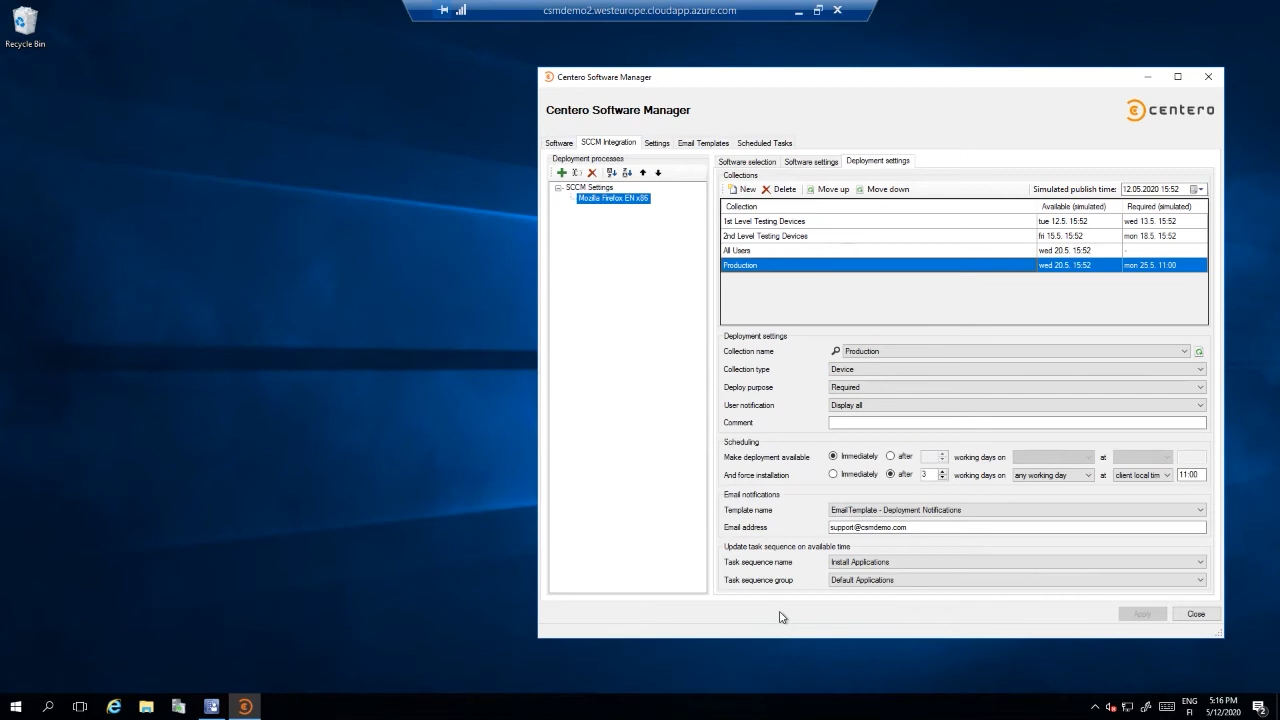 csmdemo2.westeurope.cloudapp.azure.com
Recycle Bin
Centero Software Manager
Centero Software Manager
centero
Software SCCM Integration Settings Email Templates Scheduled Tasks
Deployment processes
SCCM Settings
Mozilla Firefox EN x86
Software selection Software settings Deployment settings
Collections
New Delete Move up Move down Simulated publish time: 12.05.2020 15:52
Collection Available (simulated) Required (simulated)
1st Level Testing Devices tue 12.5. 15:52 wed 13.5. 15:52
2nd Level Testing Devices fri 15.5. 15:52 mon 18.5. 15:52
All Users wed 20.5. 15:52 -
Production wed 20.5. 15:52 mon 25.5. 11:00
Deployment settings
Collection name Production
Collection type Device
Deploy purpose Required
User notification Display all
Comment
Scheduling
Make deployment available Immediately after working days on at
And force installation Immediately after 3 working days on any working day at client local tim 11:00
Email notifications
Template name EmailTemplate - Deployment Notifications
Email address support@csmdemo.com
Update task sequence on available time
Task sequence name Install Applications
Task sequence group Default Applications
Apply Close
ENG 5:16 PM
FI 5/12/2020
2